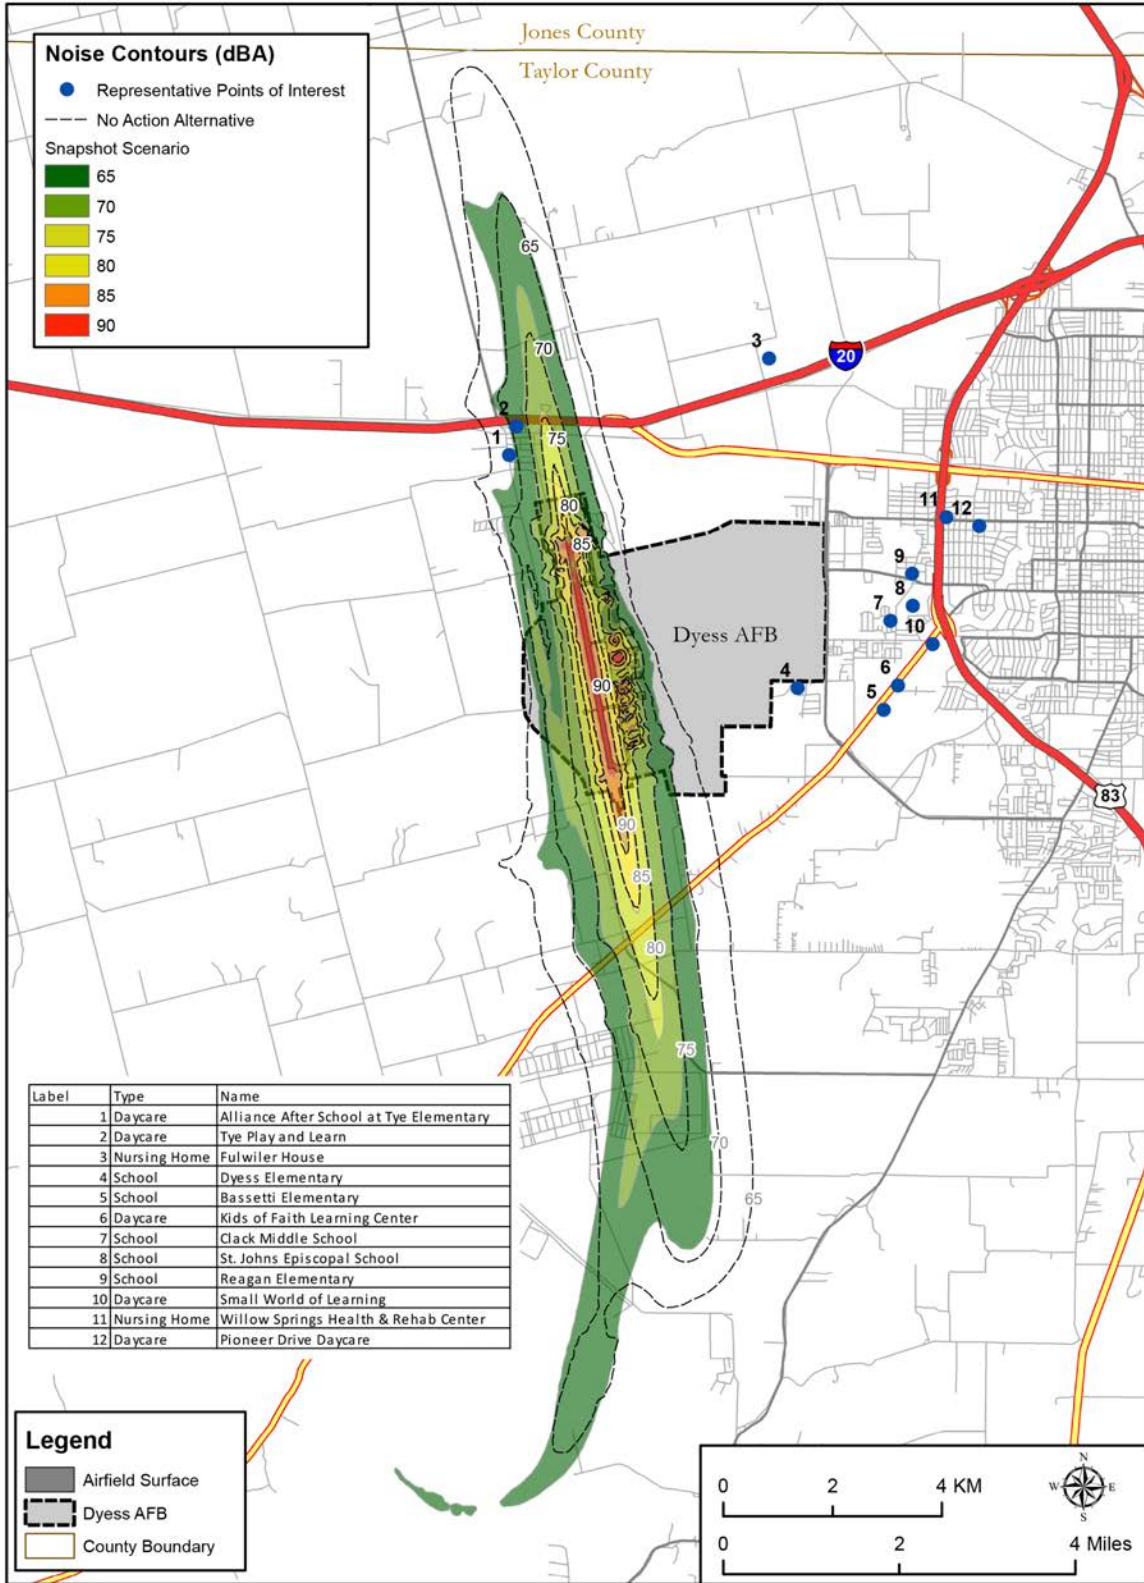 Jones County
Taylor County
Noise Contours (dBA)
Representative Points of Interest
No Action Alternative
Snapshot Scenario
65
70
75
80
85
90
65
70
3
20
2
75
1
80
11
12
85
9
8
7
Dyess AFB
10
4
90
6
5
83
90
85
80
75
70
65
Label Type Name
1 Daycare Alliance After School at Tye Elementary
2 Daycare Tye Play and Learn
3 Nursing Home Fulwiler House
4 School Dyess Elementary
5 School Bassetti Elementary
6 Daycare Kids of Faith Learning Center
7 School Clack Middle School
8 School St. Johns Episcopal School
9 School Reagan Elementary
10 Daycare Small World of Learning
11 Nursing Home Willow Springs Health & Rehab Center
12 Daycare Pioneer Drive Daycare
Legend
Airfield Surface
Dyess AFB
County Boundary
0 2 4 KM
0 2 4 Miles
N
W E
S